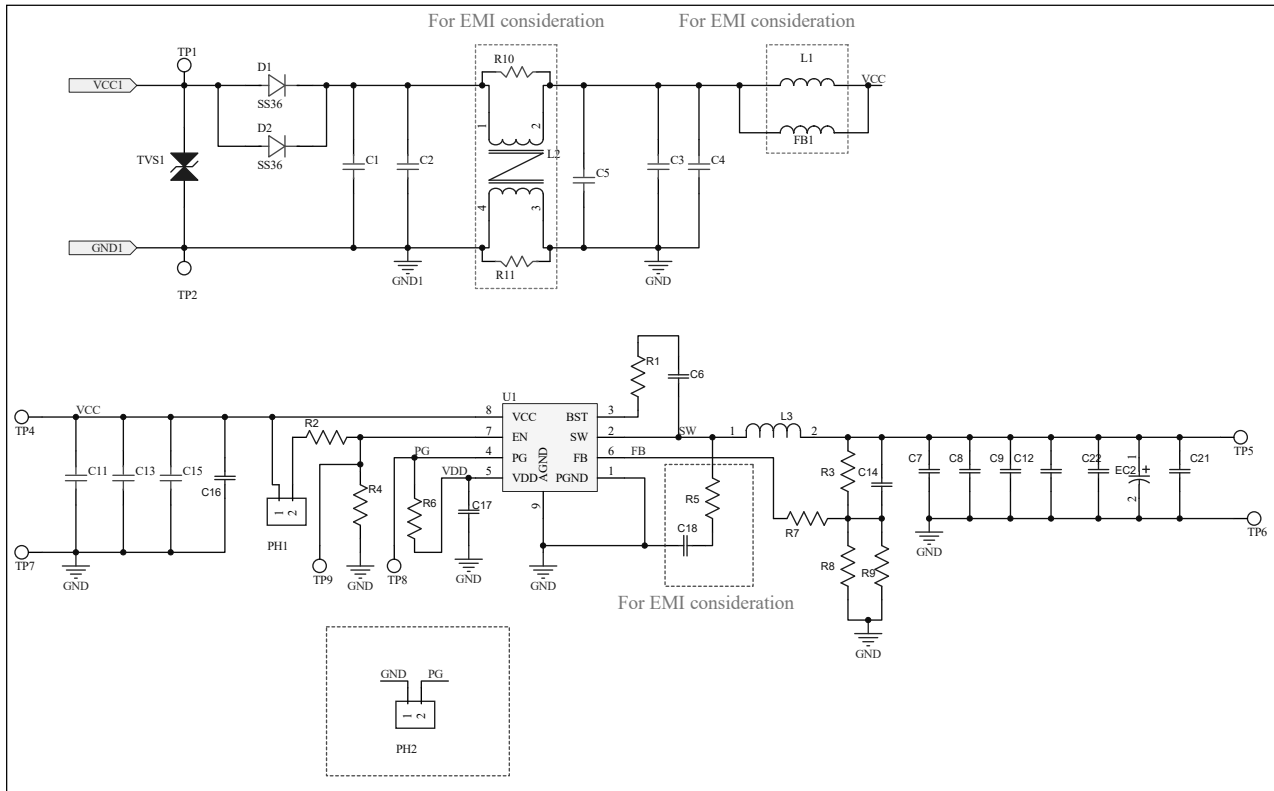 For EMI consideration
For EMI consideration
TP1
VCC1
D1
SS36
D2
SS36
TVS1
C1
C2
R10
1
2
L2
4
3
R11
C5
C3
C4
L1
VCC
FB1
GND1
TP2
GND1
GND
R1
C6
U1
TP4
VCC
8
VCC
BST
3
R2
7
EN
SW
2
SW
1
L3
2
TP5
4
PG
PG
FB
6
FB
5
VDD
VDD
AGND
PGND
1
9
C11
C13
C15
C16
1
2
PH1
R4
R6
C17
R5
C18
R7
R3
C14
C7
C8
C9
C12
C22
EC2
1
+
2
C21
TP6
TP7
GND
TP9
GND
TP8
GND
GND
For EMI consideration
R8
R9
GND
GND
GND
PG
1
2
PH2